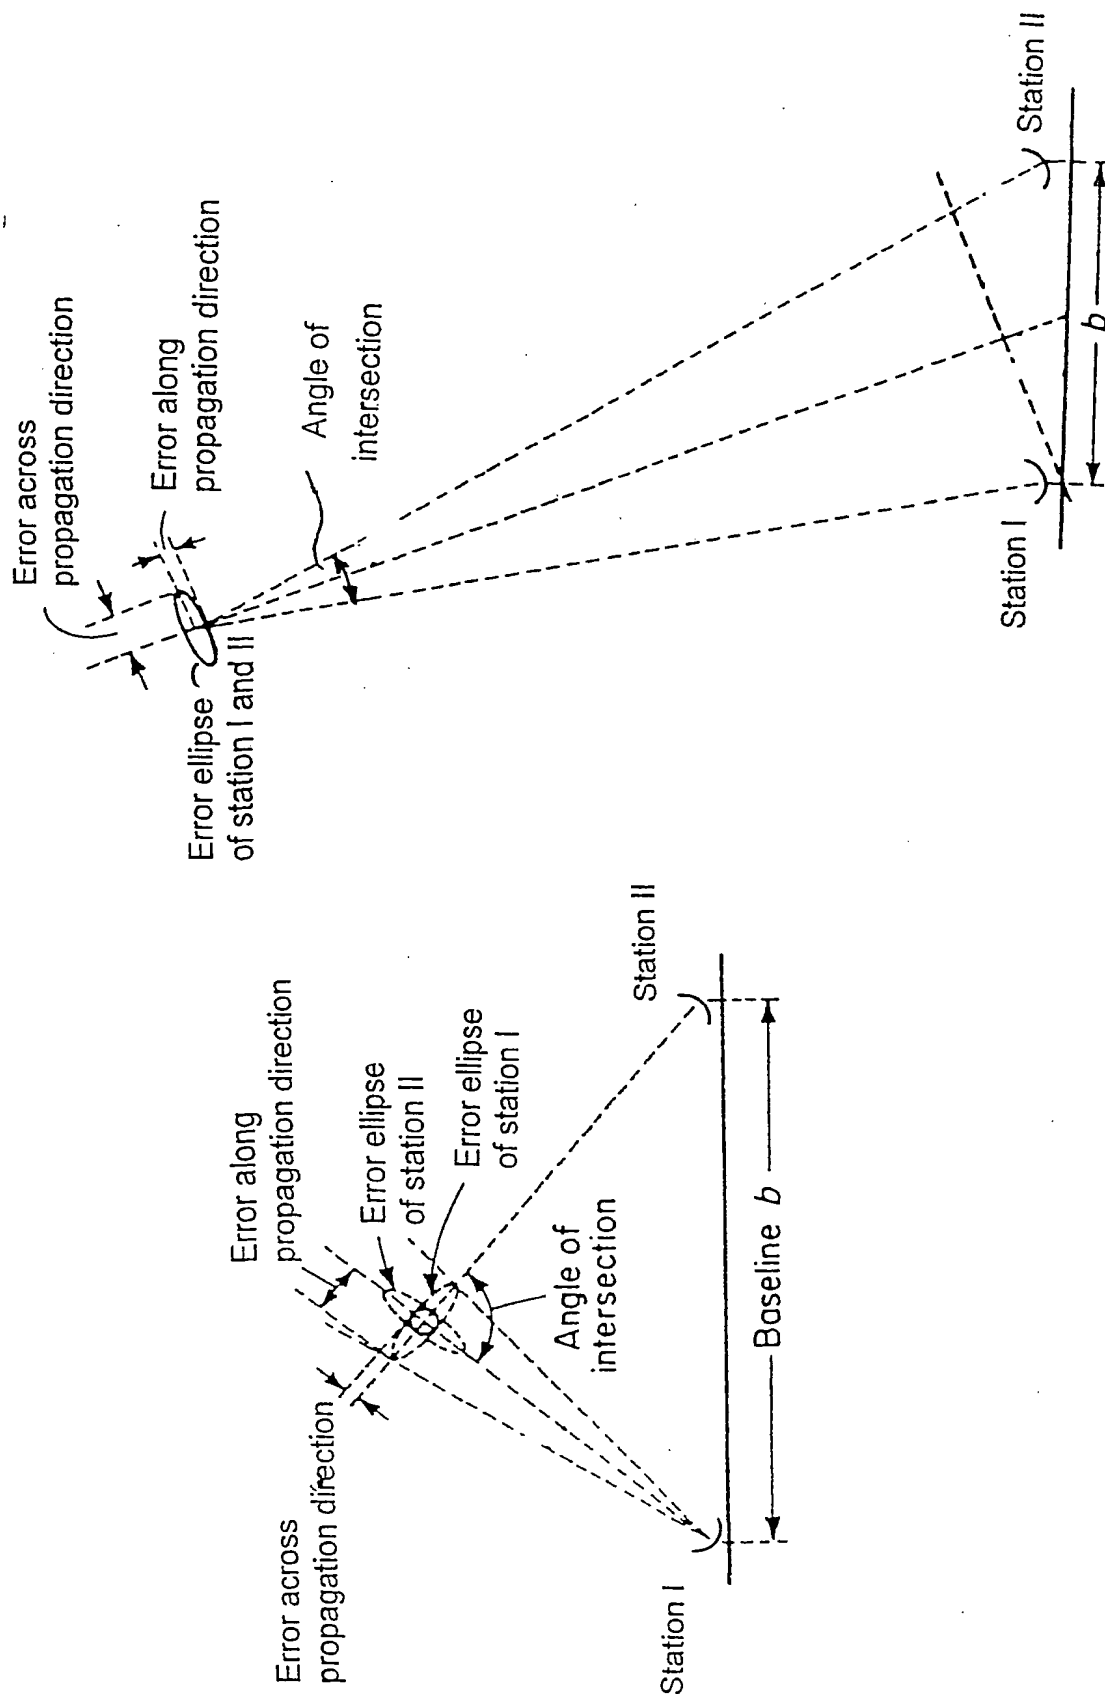 Error across
propagation direction
Error along
propagation direction
Error ellipse
of station II
Error ellipse
of station I
Angle of
intersection
Station I
Station II
Baseline b
Error across
propagation direction
Error along
propagation direction
Error ellipse
of station I and II
Angle of
intersection
Station I
Station II
b